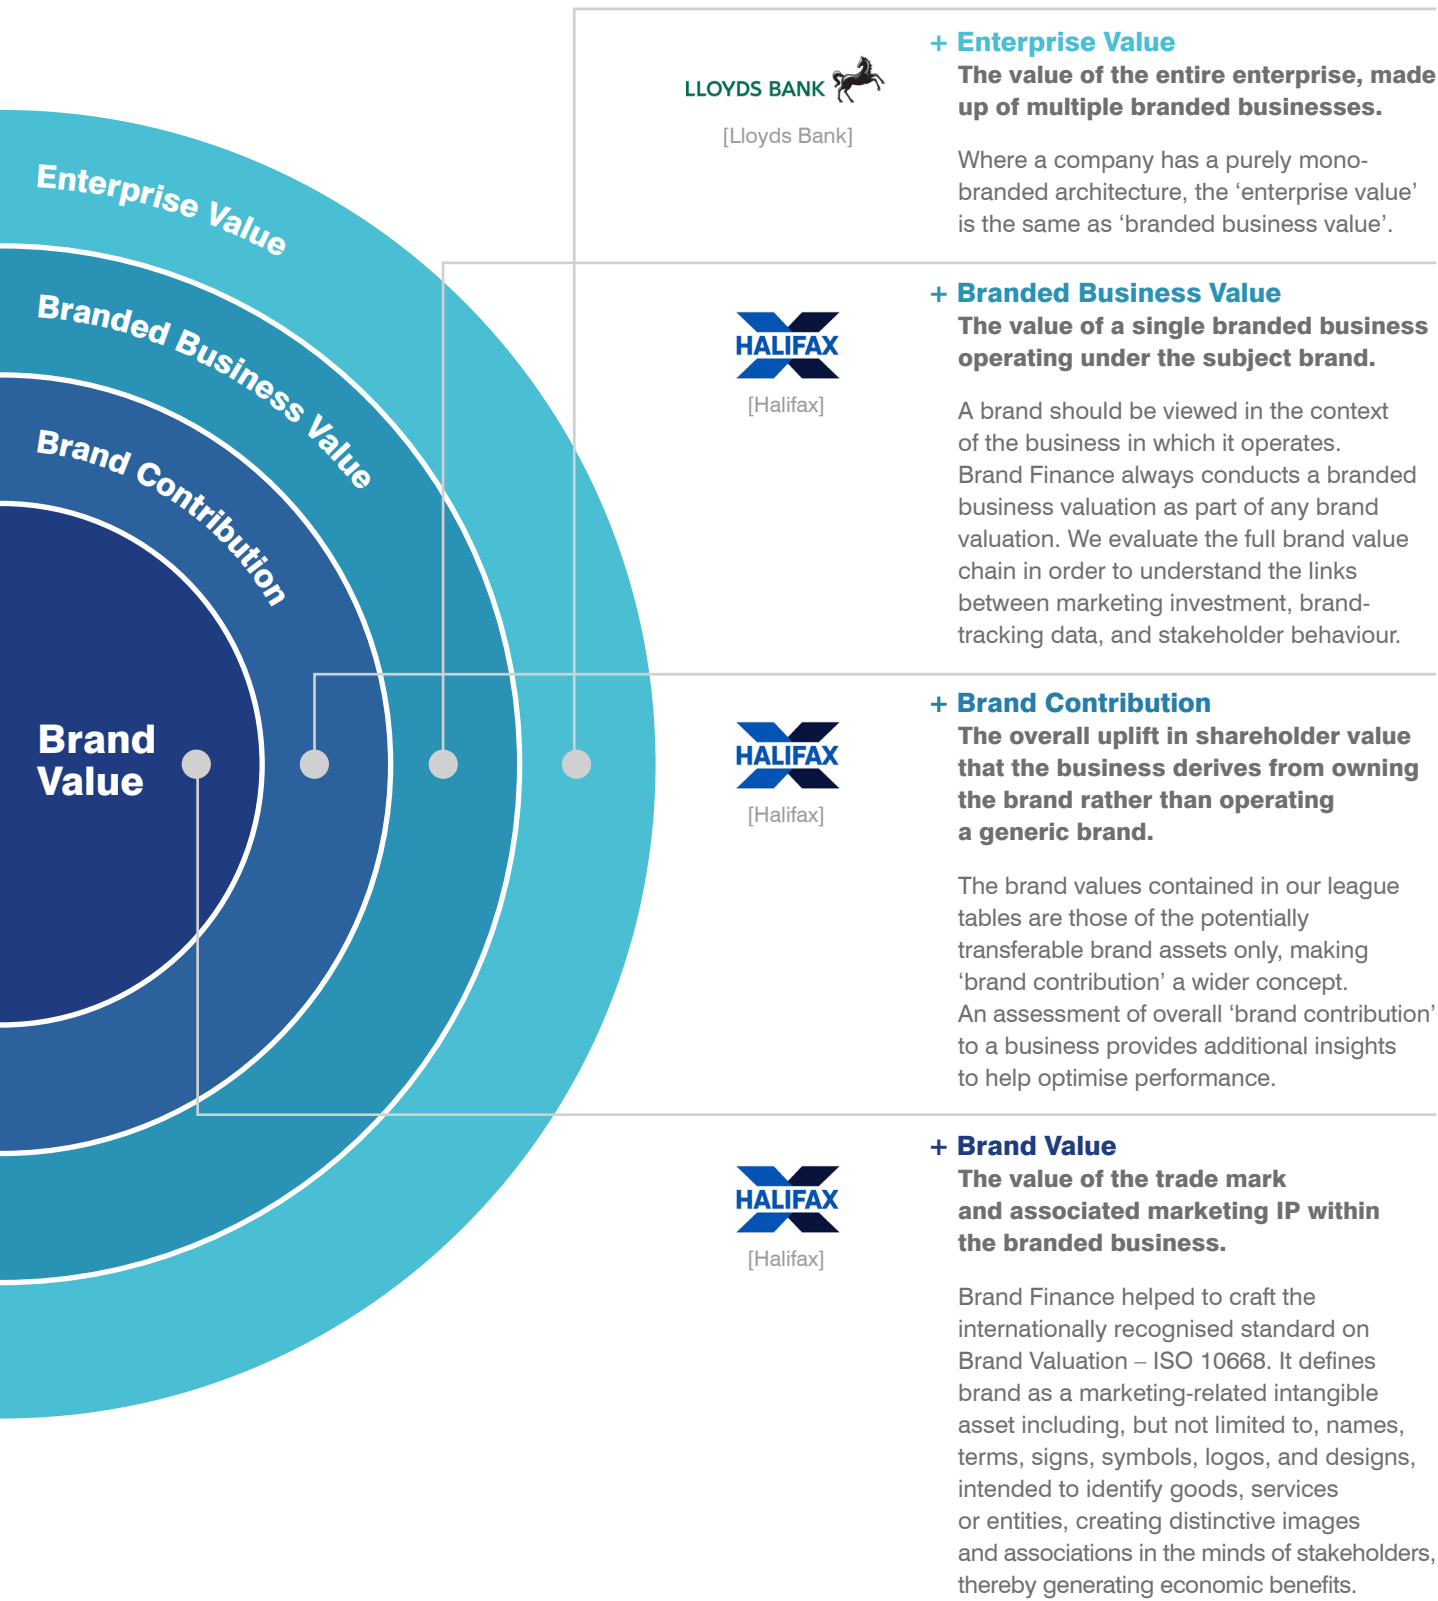 Enterprise Value
Branded Business Value
Brand Contribution
Brand
Value
LLOYDS BANK
[Lloyds Bank]
+ Enterprise Value
The value of the entire enterprise, made
up of multiple branded businesses.
Where a company has a purely mono-
branded architecture, the ‘enterprise value’
is the same as ‘branded business value’.
HALIFAX
[Halifax]
+ Branded Business Value
The value of a single branded business
operating under the subject brand.
A brand should be viewed in the context
of the business in which it operates.
Brand Finance always conducts a branded
business valuation as part of any brand
valuation. We evaluate the full brand value
chain in order to understand the links
between marketing investment, brand-
tracking data, and stakeholder behaviour.
HALIFAX
[Halifax]
+ Brand Contribution
The overall uplift in shareholder value
that the business derives from owning
the brand rather than operating
a generic brand.
The brand values contained in our league
tables are those of the potentially
transferable brand assets only, making
‘brand contribution’ a wider concept.
An assessment of overall ‘brand contribution’
to a business provides additional insights
to help optimise performance.
HALIFAX
[Halifax]
+ Brand Value
The value of the trade mark
and associated marketing IP within
the branded business.
Brand Finance helped to craft the
internationally recognised standard on
Brand Valuation – ISO 10668. It defines
brand as a marketing-related intangible
asset including, but not limited to, names,
terms, signs, symbols, logos, and designs,
intended to identify goods, services
or entities, creating distinctive images
and associations in the minds of stakeholders,
thereby generating economic benefits.